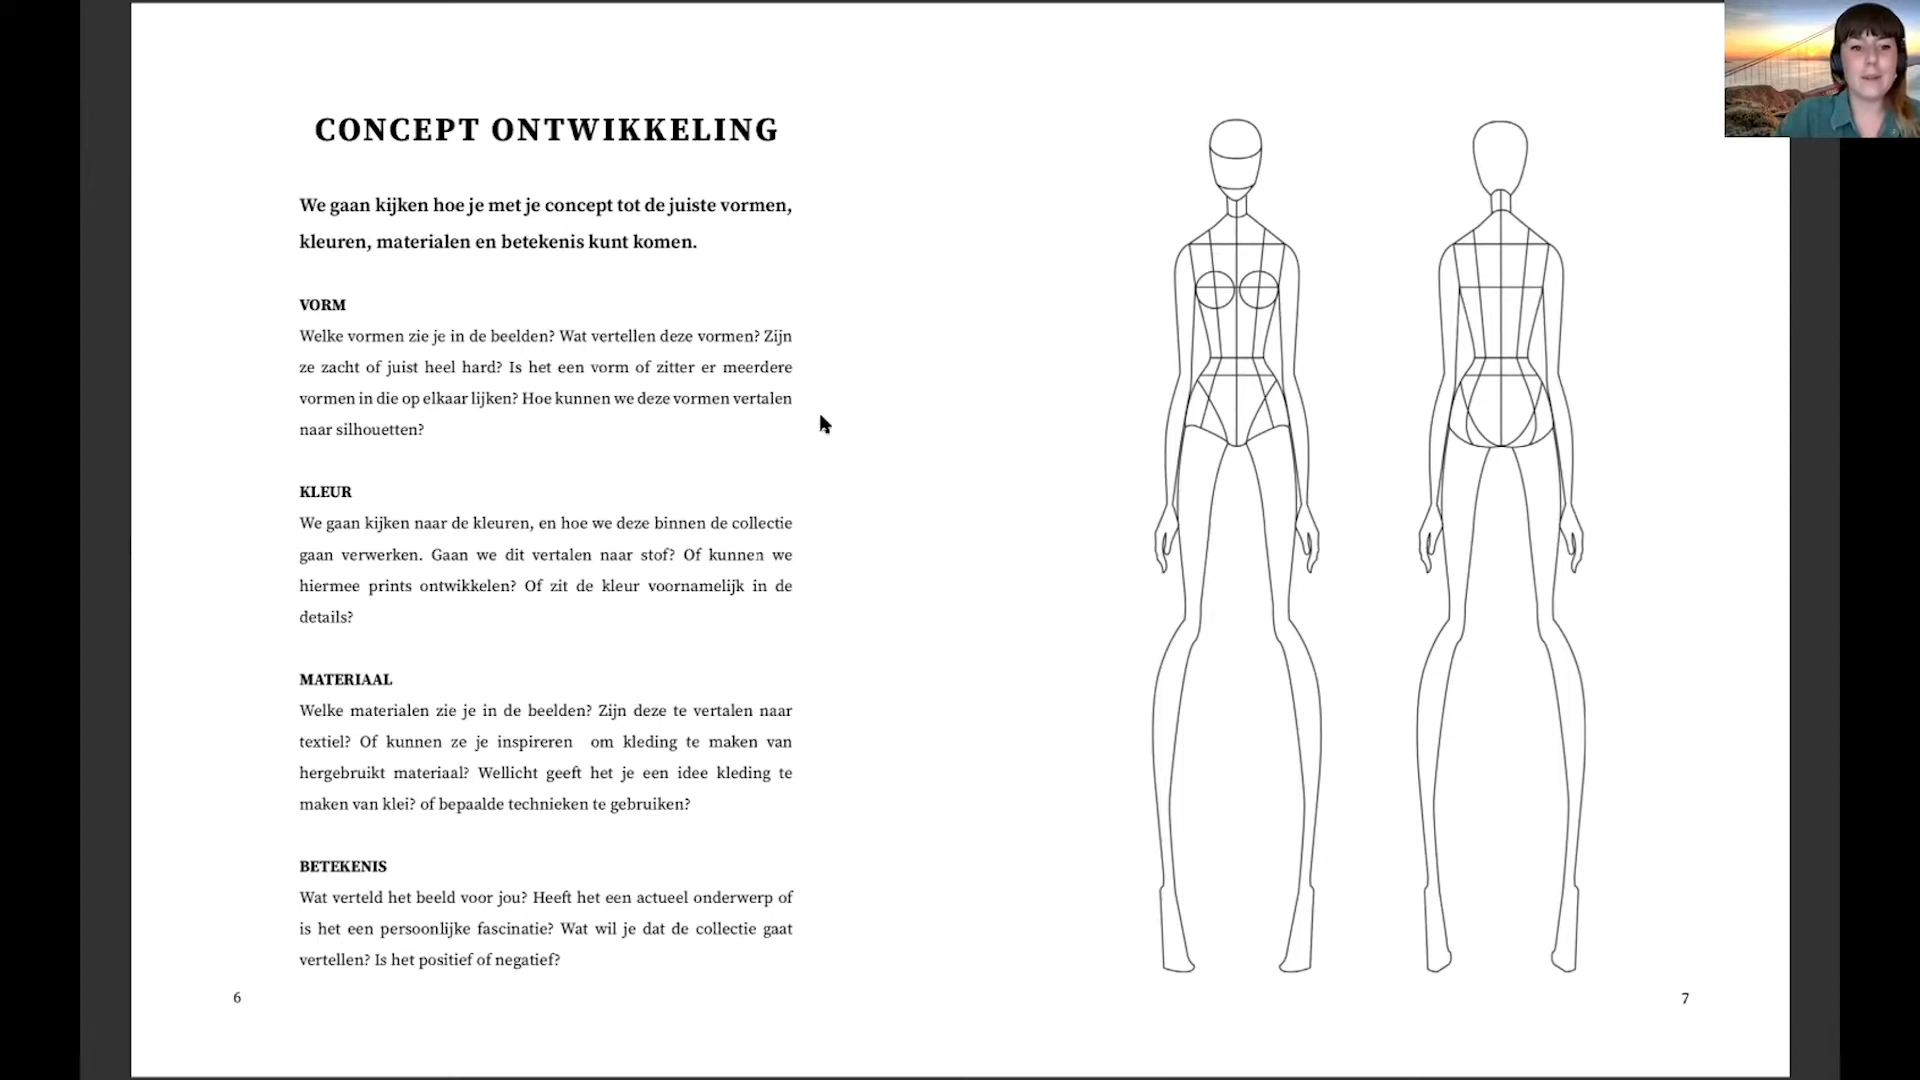 CONCEPT ONTWIKKELING
We gaan kijken hoe je met je concept tot de juiste vormen,
kleuren, materialen en betekenis kunt komen.
VORM
Welke vormen zie je in de beelden? Wat vertellen deze vormen? Zijn
ze zacht of juist heel hard? Is het een vorm of zitter er meerdere
vormen in die op elkaar lijken? Hoe kunnen we deze vormen vertalen
naar silhouetten?
KLEUR
We gaan kijken naar de kleuren, en hoe we deze binnen de collectie
gaan verwerken. Gaan we dit vertalen naar stof? Of kunnen we
hiermee prints ontwikkelen? Of zit de kleur voornamelijk in de
details?
MATERIAAL
Welke materialen zie je in de beelden? Zijn deze te vertalen naar
textiel? Of kunnen ze je inspireren om kleding te maken van
hergebruikt materiaal? Wellicht geeft het je een idee kleding te
maken van klei? of bepaalde technieken te gebruiken?
BETEKENIS
Wat verteld het beeld voor jou? Heeft het een actueel onderwerp of
is het een persoonlijke fascinatie? Wat wil je dat de collectie gaat
vertellen? Is het positief of negatief?
6
7